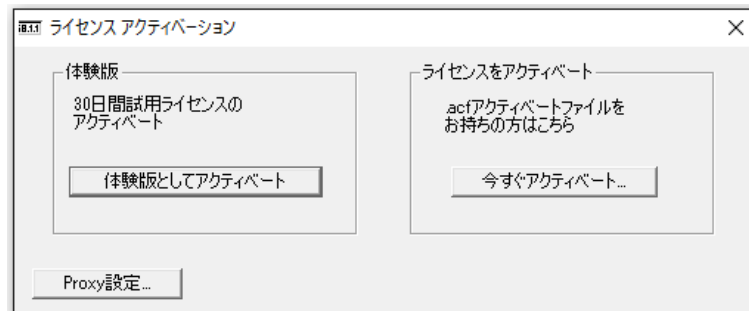 ライセンス アクティベーション
体験版
30日間試用ライセンスの
アクティベート
体験版としてアクティベート
ライセンスをアクティベート
.acfアクティベートファイルを
お持ちの方はこちら
今すぐアクティベート...
Proxy設定...